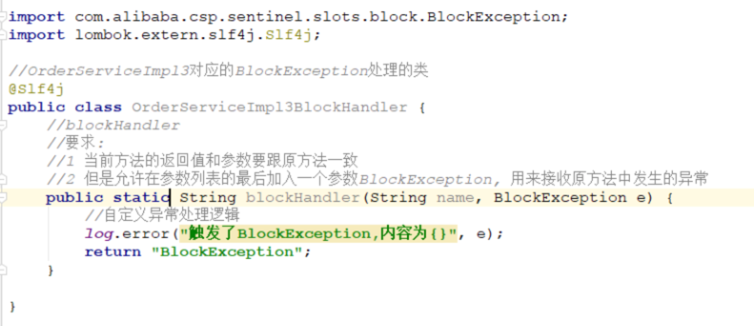 import com.alibaba.csp.sentinel.slots.block.BlockException;
import lombok.extern.slf4j.Slf4j;
//OrderServiceImpl3对应的BlockException处理的类
@Slf4j
public class OrderServiceImpl3BlockHandler {
//blockHandler
//要求:
//1 当前方法的返回值和参数要跟原方法一致
//2 但是允许在参数列表的最后加入一个参数BlockException, 用来接收原方法中发生的异常
public static String blockHandler(String name, BlockException e) {
//自定义异常处理逻辑
log.error("触发了BlockException,内容为{}", e);
return "BlockException";
}
}